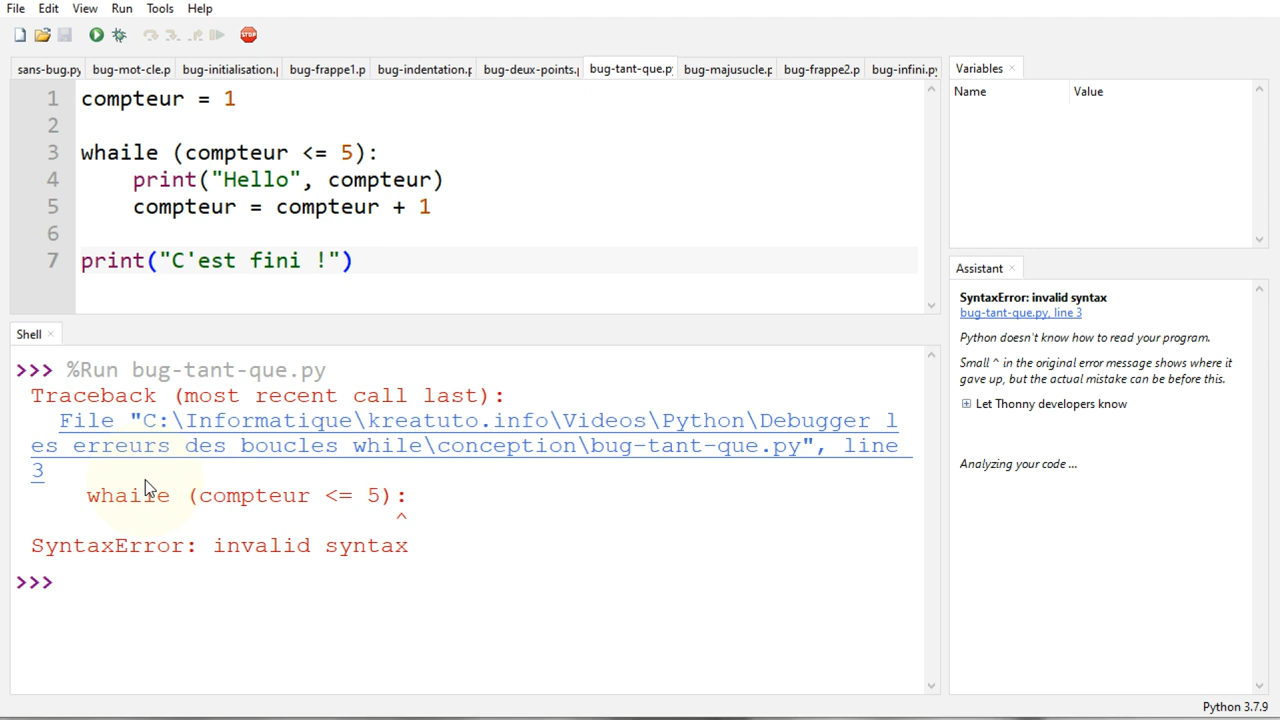 File Edit View Run Tools Help
sans-bug.py bug-mot-cle.p bug-initialisation.p bug-frappe1.p bug-indentation.p bug-deux-points.p bug-tant-que.py bug-majusucle.p bug-frappe2.p bug-infini.py
1 compteur = 1
2
3 whaile (compteur <= 5):
4 print("Hello", compteur)
5 compteur = compteur + 1
6
7 print("C'est fini !")
Shell
>>> %Run bug-tant-que.py
Traceback (most recent call last):
File "C:\Informatique\kreatuto.info\Videos\Python\Debugger l
es erreurs des boucles while\conception\bug-tant-que.py", line
3
whaile (compteur <= 5):
^
SyntaxError: invalid syntax
>>>
Variables
Name Value
Assistant
SyntaxError: invalid syntax
bug-tant-que.py, line 3
Python doesn't know how to read your program.
Small ^ in the original error message shows where it
gave up, but the actual mistake can be before this.
Let Thonny developers know
Analyzing your code ...
Python 3.7.9